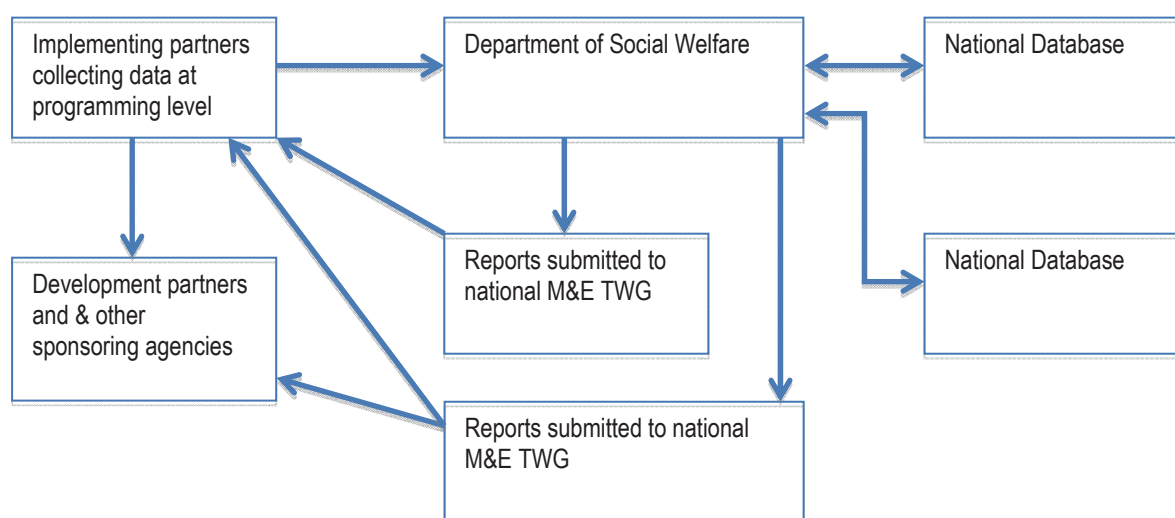 Implementing partners
collecting data at
programming level
Department of Social Welfare
National Database
Development partners
and & other
sponsoring agencies
Reports submitted to
national M&E TWG
National Database
Reports submitted to national
M&E TWG